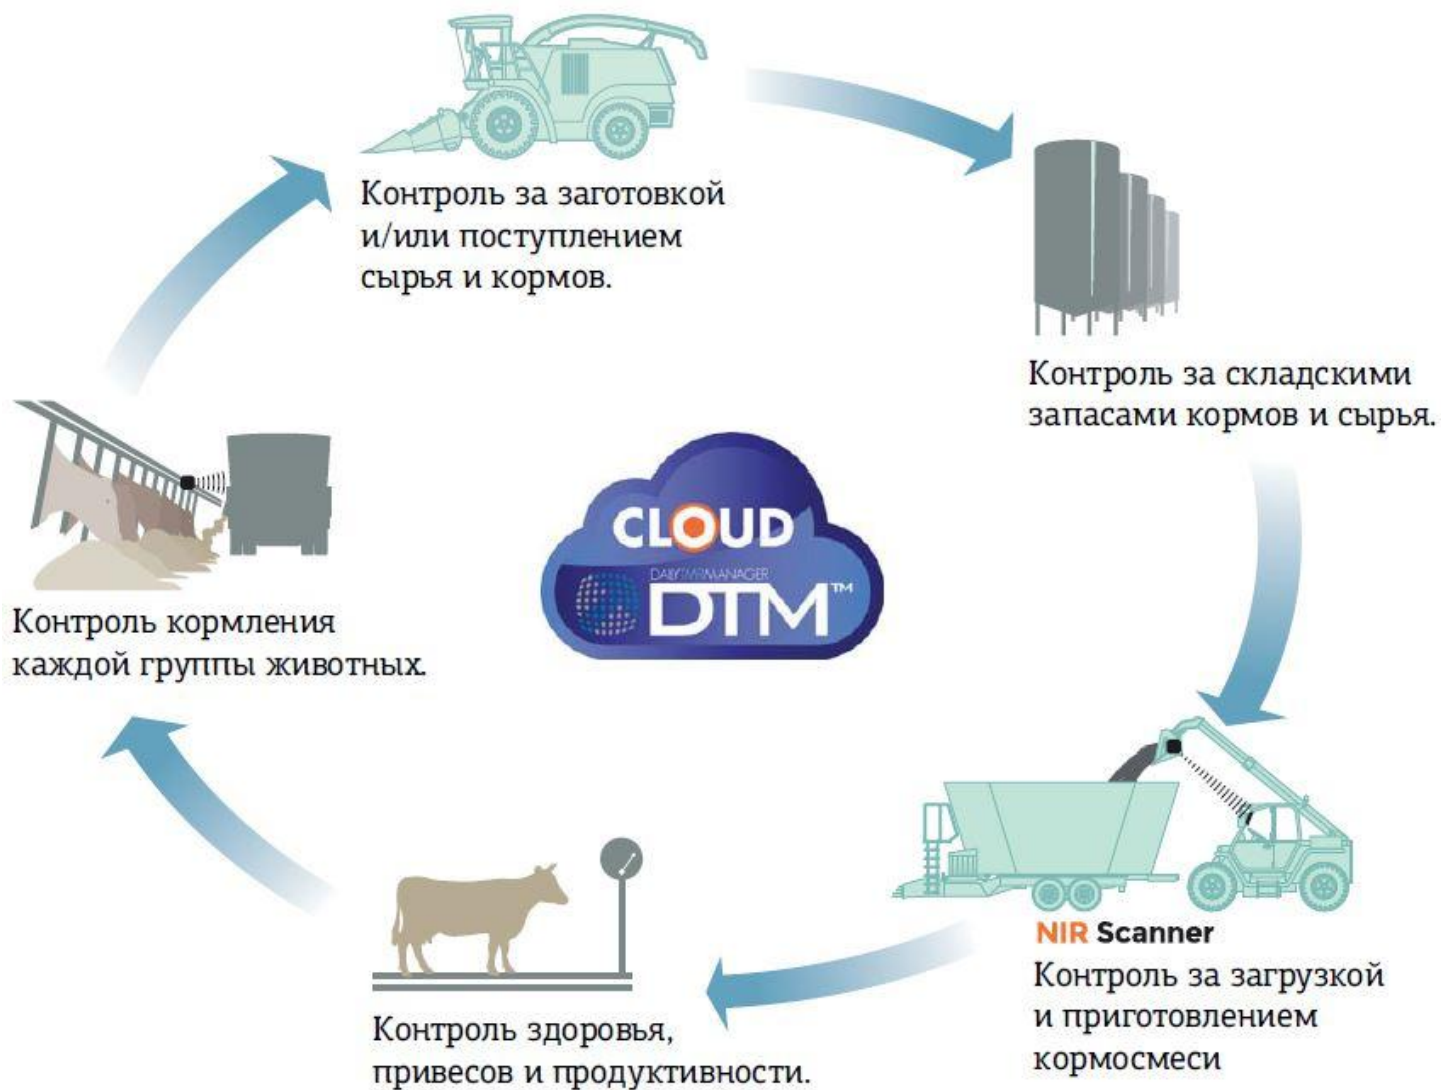 Контроль за заготовкой
и/или поступлением
сырья и кормов.
Контроль за складскими
запасами кормов и сырья.
CLOUD
DAILYTMRMANAGER
DTM™
Контроль кормления
каждой группы животных.
NIR Scanner
Контроль за загрузкой
и приготовлением
кормосмеси
Контроль здоровья,
привесов и продуктивности.